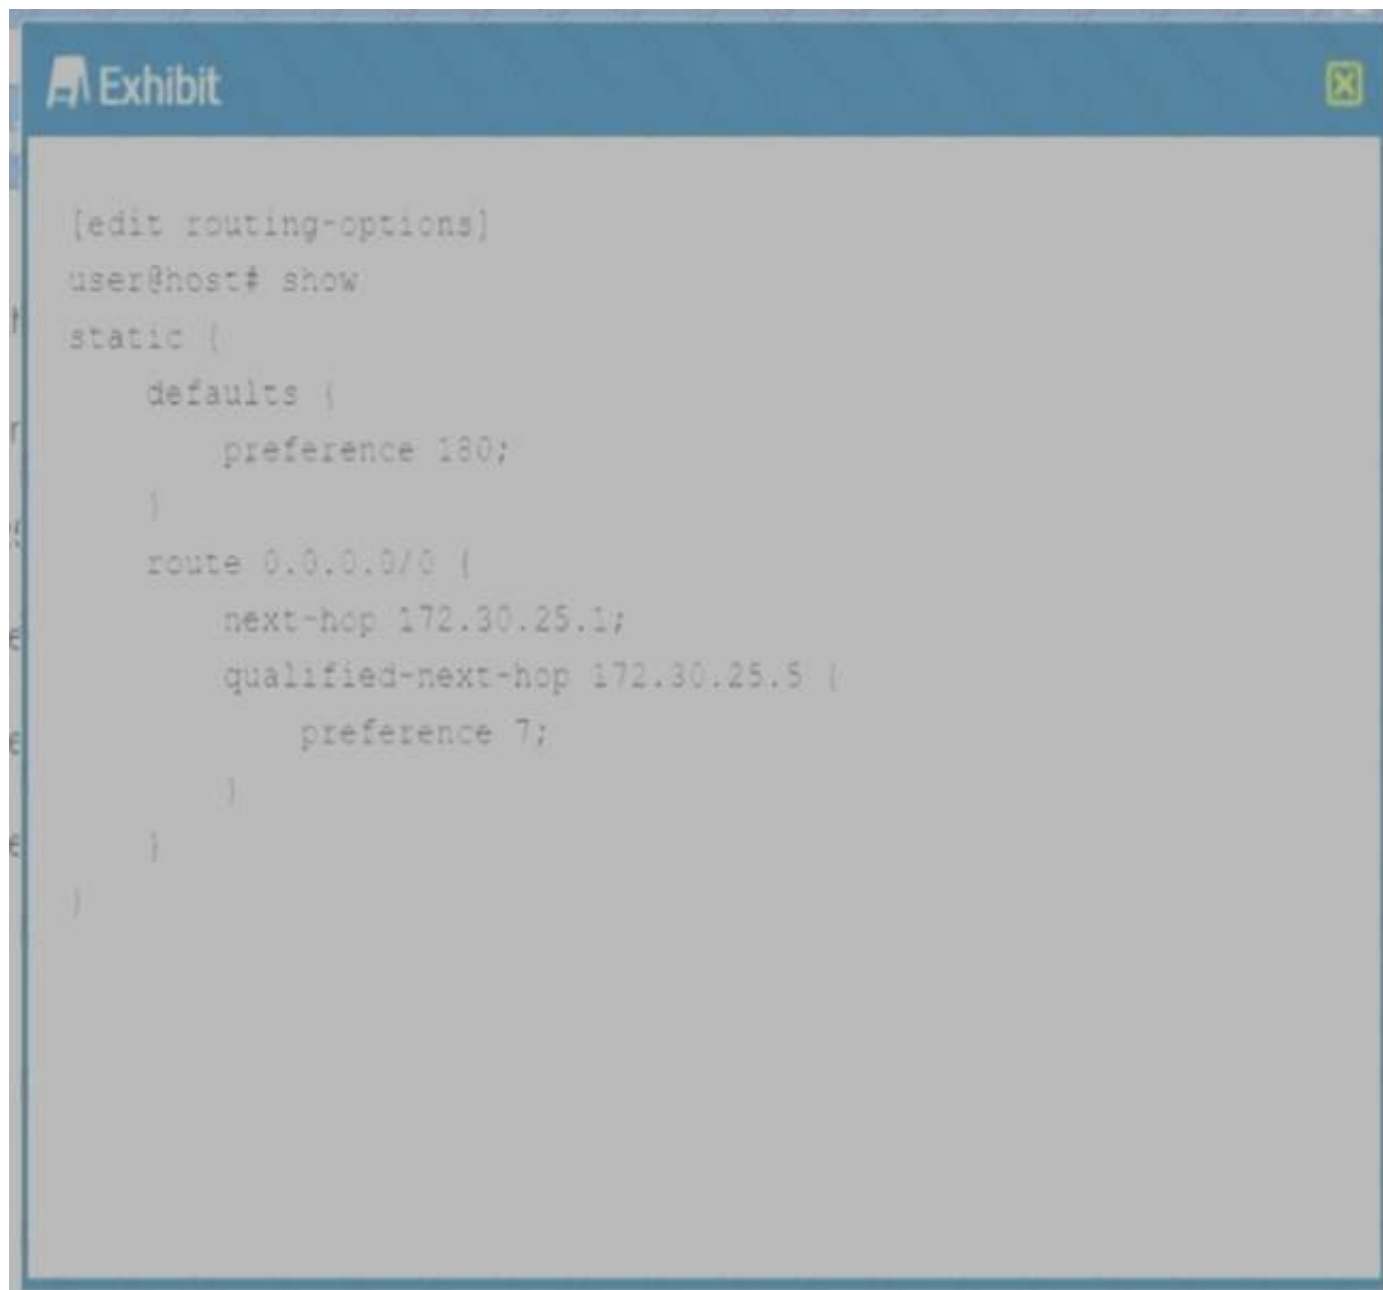 Exhibit
[edit routing-options]
user@host# show
static {
defaults {
preference 180;
}
route 0.0.0.0/0 {
next-hop 172.30.25.1;
qualified-next-hop 172.30.25.5 {
preference 7;
}
}
}